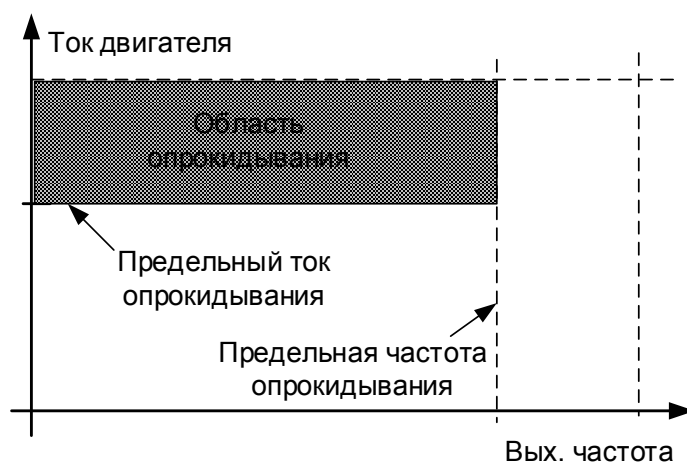 Ток двигателя
Область
опрокидывания
Предельный ток
опрокидывания
Предельная частота
опрокидывания
Вых. частота